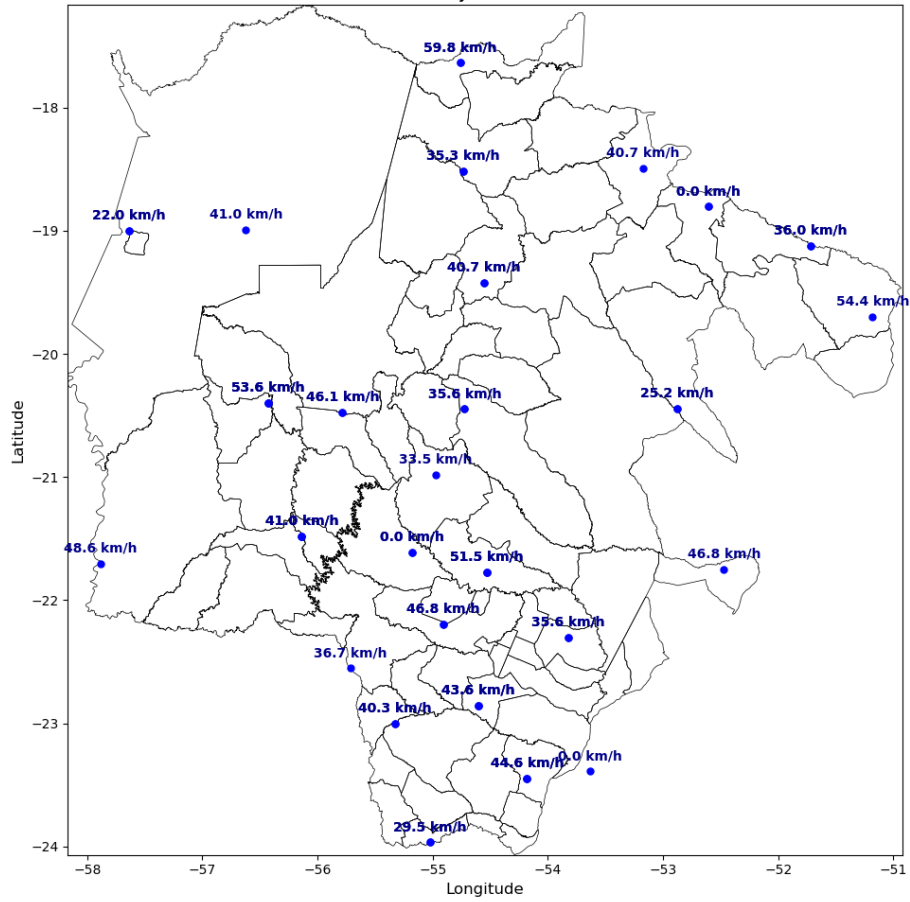 59.8 km/h
−18
35.3 km/h
40.7 km/h
0.0 km/h
22.0 km/h
41.0 km/h
−19
36.0 km/h
40.7 km/h
54.4 km/h
−20
53.6 km/h
46.1 km/h
35.6 km/h
25.2 km/h
Latitude
33.5 km/h
−21
41.0 km/h
0.0 km/h
48.6 km/h
51.5 km/h
46.8 km/h
−22
46.8 km/h
35.6 km/h
36.7 km/h
43.6 km/h
40.3 km/h
−23
44.6 km/h
0.0 km/h
29.5 km/h
−24
−58 −57 −56 −55 −54 −53 −52 −51
Longitude